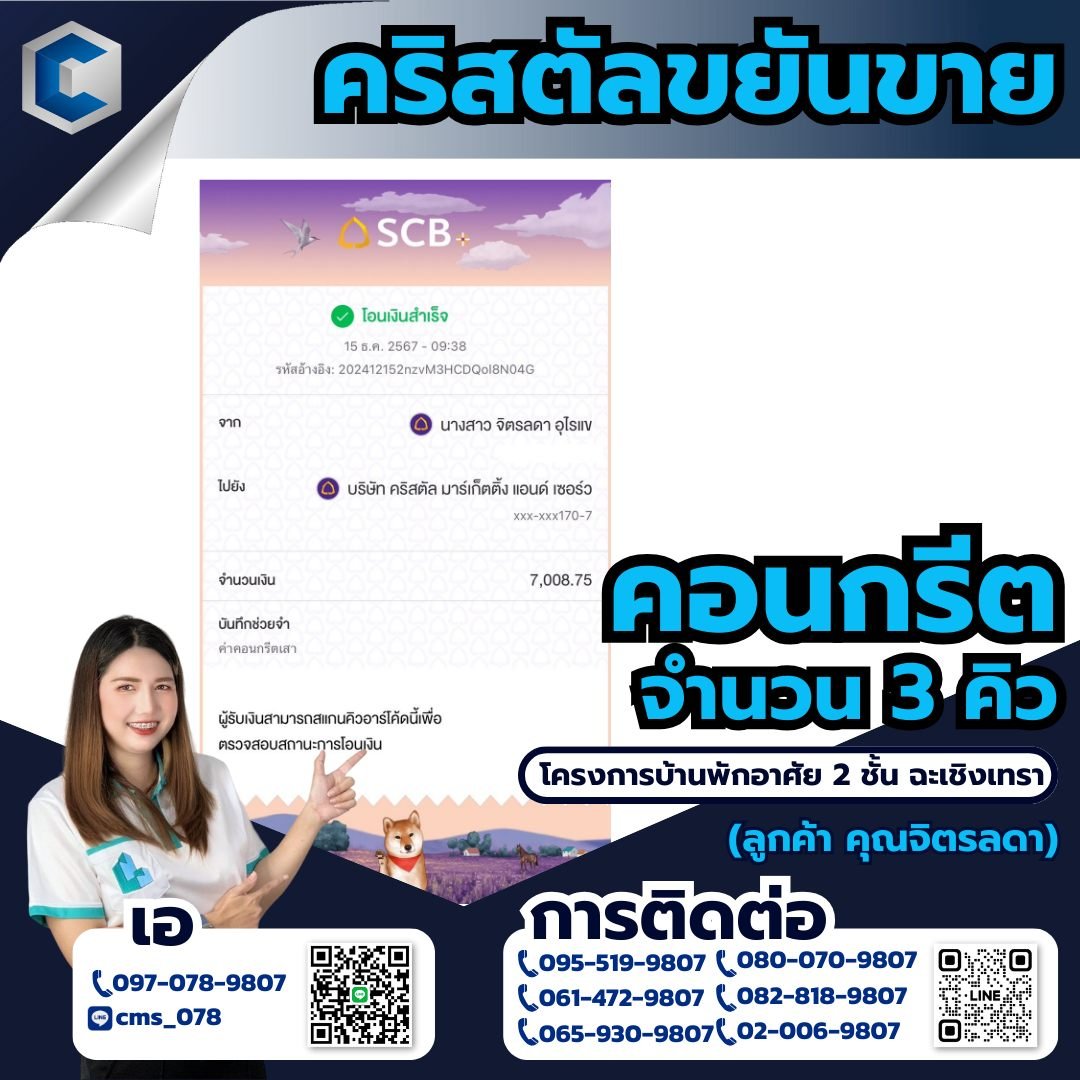 คริสตัลขยันขาย
SCB
โอนเงินสำเร็จ
15 ธ.ค. 2567 - 09:38
รหัสอ้างอิง: 202412152nzvM3HCDQoI8N04G
จาก
นางสาว จิตรลดา อุไรแข
ไปยัง
บริษัท คริสตัล มาร์เก็ตติ้ง แอนด์ เซอร์ว
xxx-xxx170-7
จำนวนเงิน
7,008.75
บันทึกช่วยจำ
ค่าคอนกรีตเสา
ผู้รับเงินสามารถสแกนคิวอาร์โค้ดนี้เพื่อ
ตรวจสอบสถานะการโอนเงิน
คอนกรีต
จำนวน 3 คิว
โครงการบ้านพักอาศัย 2 ชั้น ฉะเชิงเทรา
(ลูกค้า คุณจิตรลดา)
เอ
097-078-9807
LINE cms_078
การติดต่อ
095-519-9807 080-070-9807
061-472-9807 082-818-9807
065-930-9807 02-006-9807
LINE